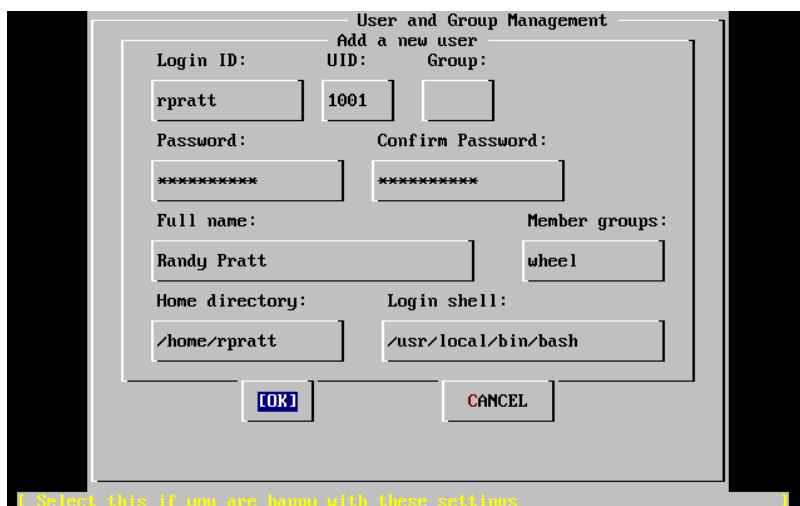 User and Group Management
Add a new user
Login ID: UID: Group:
rpratt 1001
Password: Confirm Password:
********** **********
Full name: Member groups:
Randy Pratt wheel
Home directory: Login shell:
/home/rpratt /usr/local/bin/bash
[OK] CANCEL
[ Select this if you are happy with these settings ]